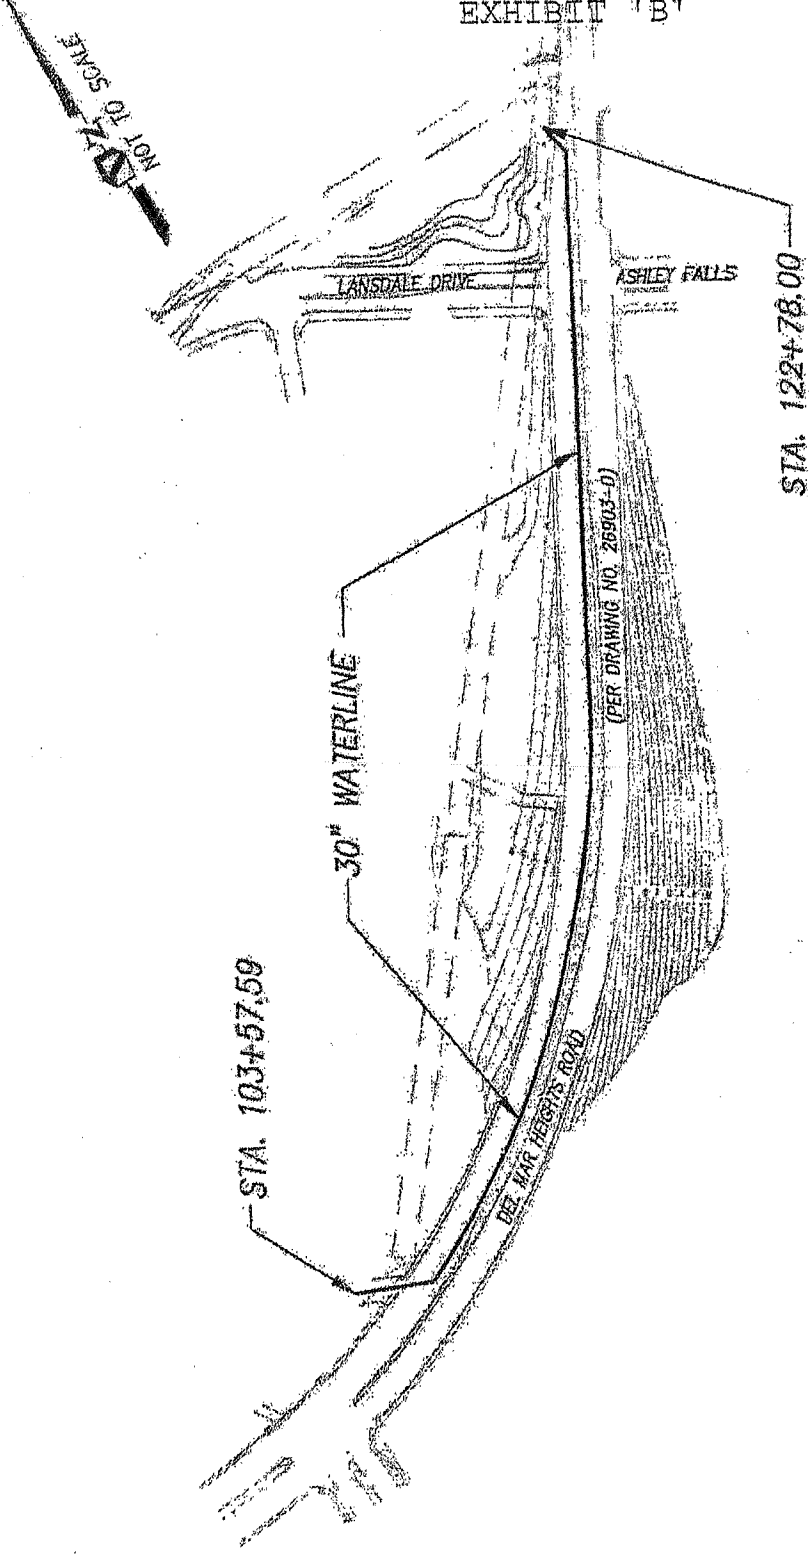 EXHIBIT 'B'
NOT TO SCALE
N
LANSDALE DRIVE
ASHLEY FALLS
STA. 122+78.00
(PER DRAWING NO. 26903-D)
30" WATERLINE
STA. 103+57.59
DEL MAR HEIGHTS ROAD